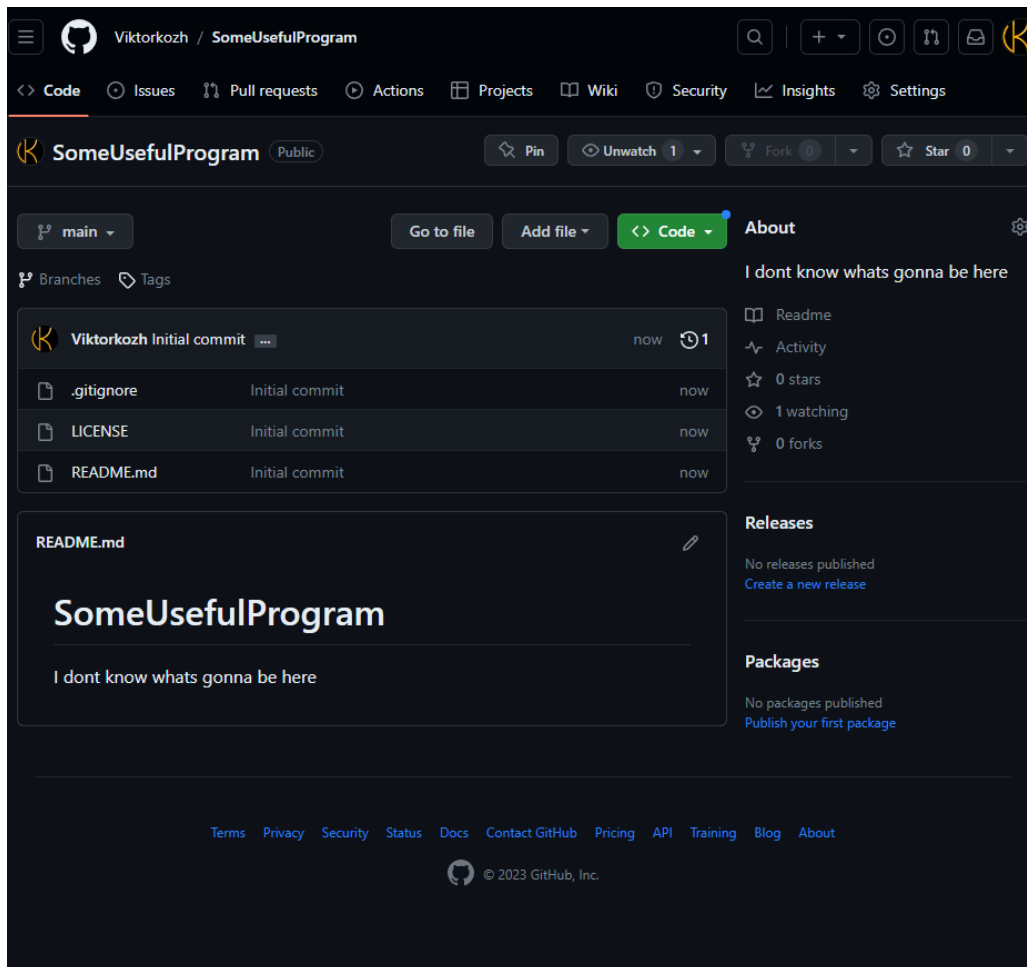 Viktorkozh / SomeUsefulProgram
Code Issues Pull requests Actions Projects Wiki Security Insights Settings
SomeUsefulProgram Public Pin Unwatch 1 Fork 0 Star 0
main Go to file Add file Code
Branches Tags
Viktorkozh Initial commit ... now 1
.gitignore Initial commit now
LICENSE Initial commit now
README.md Initial commit now
README.md
SomeUsefulProgram
I dont know whats gonna be here
About
I dont know whats gonna be here
Readme
Activity
0 stars
1 watching
0 forks
Releases
No releases published
Create a new release
Packages
No packages published
Publish your first package
Terms Privacy Security Status Docs Contact GitHub Pricing API Training Blog About
© 2023 GitHub, Inc.